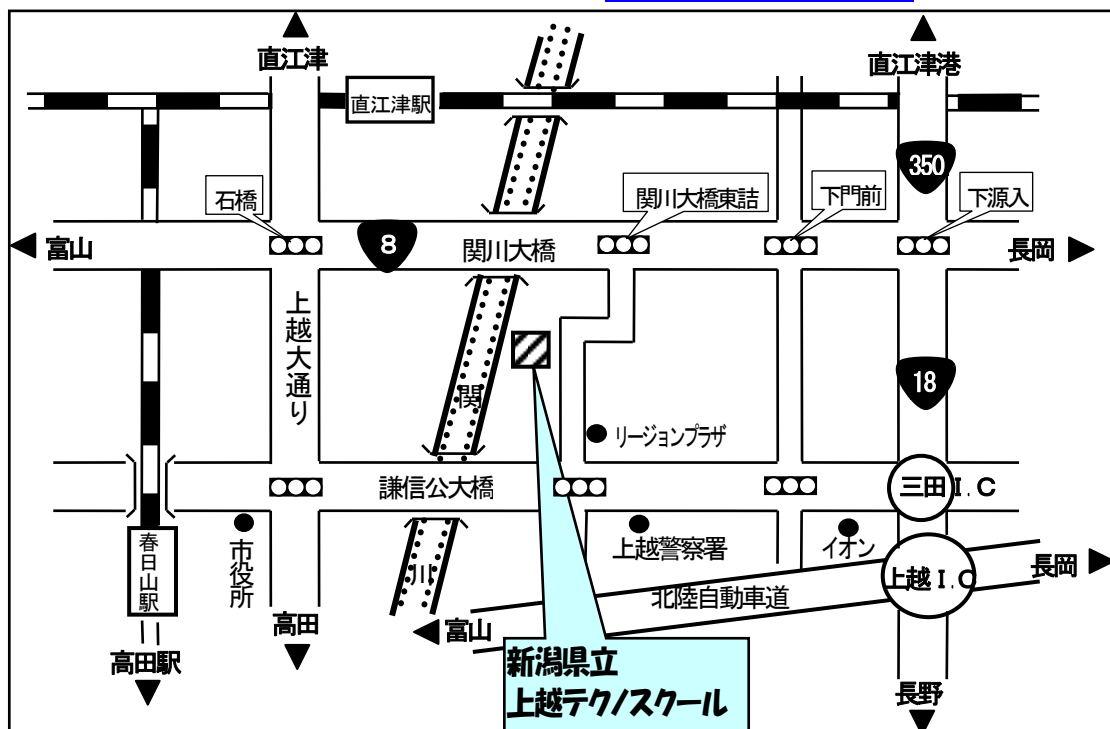 直江津
直江津港
直江津駅
350
石橋
関川大橋東詰
下門前
下源入
富山
8
関川大橋
長岡
上越大通り
18
関
リージョンプラザ
謙信公大橋
三田I.C
春日山駅
市役所
川
上越警察署
イオン
上越I.C
長岡
北陸自動車道
高田
富山
高田駅
新潟県立
上越テクノスクール
長野